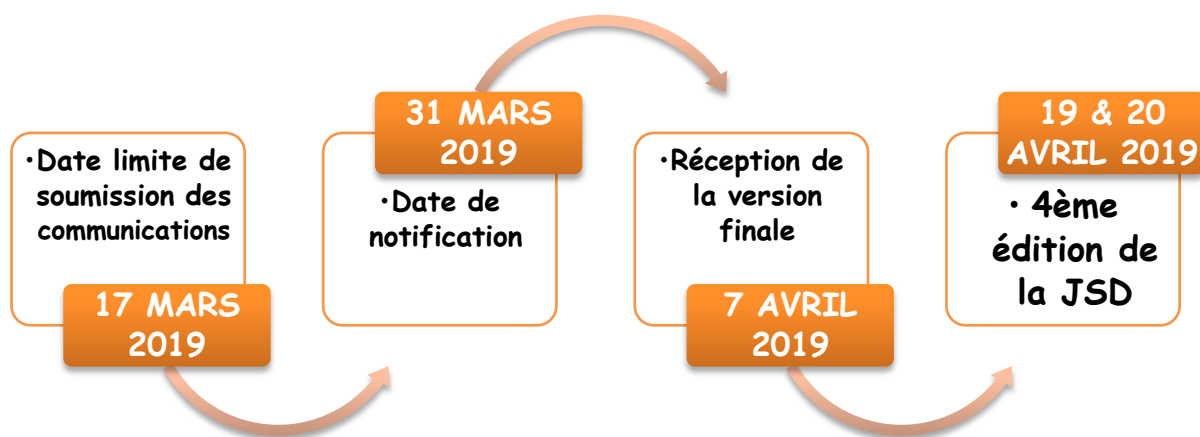 ·Date limite de
soumission des
communications
17 MARS
2019
31 MARS
2019
·Date de
notification
·Réception de
la version
finale
7 AVRIL
2019
19 & 20
AVRIL 2019
· 4ème
édition de
la JSD